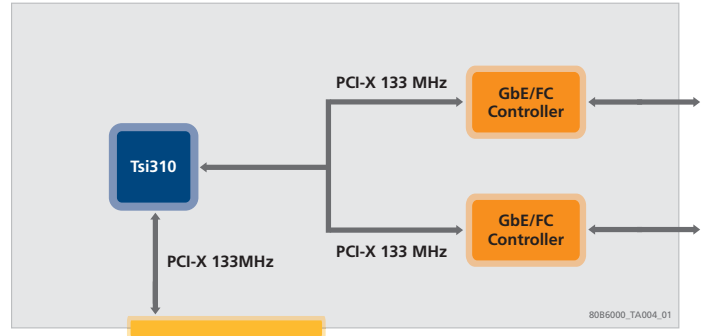 PCI-X 133 MHz
GbE/FC
Controller
Tsi310
GbE/FC
Controller
PCI-X 133 MHz
PCI-X 133MHz
80B6000_TA004_01